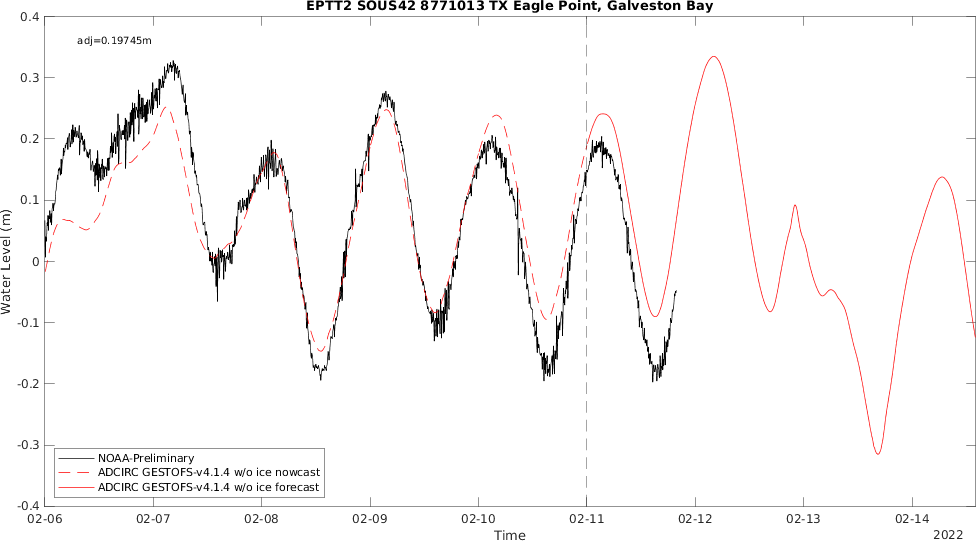 EPTT2 SOUS42 8771013 TX Eagle Point, Galveston Bay
adj=0.19745m
0.4
0.3
0.2
0.1
0
-0.1
-0.2
-0.3
-0.4
Water Level (m)
NOAA-Preliminary
ADCIRC GESTOFS-v4.1.4 w/o ice nowcast
ADCIRC GESTOFS-v4.1.4 w/o ice forecast
02-06 02-07 02-08 02-09 02-10 02-11 02-12 02-13 02-14
Time
2022